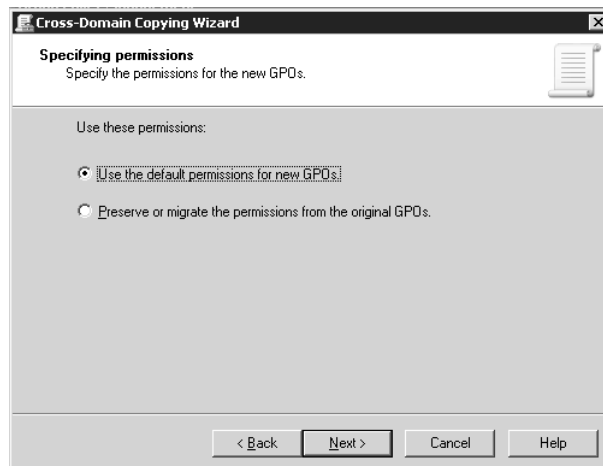 Cross-Domain Copying Wizard
Specifying permissions
Specify the permissions for the new GPOs.
Use these permissions:
Use the default permissions for new GPOs.
Preserve or migrate the permissions from the original GPOs.
< Back
Next >
Cancel
Help